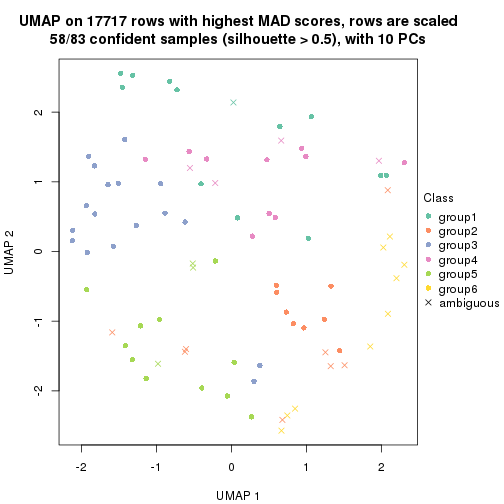 UMAP on 17717 rows with highest MAD scores, rows are scaled
58/83 confident samples (silhouette > 0.5), with 10 PCs
2
1
0
-1
-2
UMAP 2
-2
-1
0
1
2
UMAP 1
Class
group1
group2
group3
group4
group5
group6
ambiguous